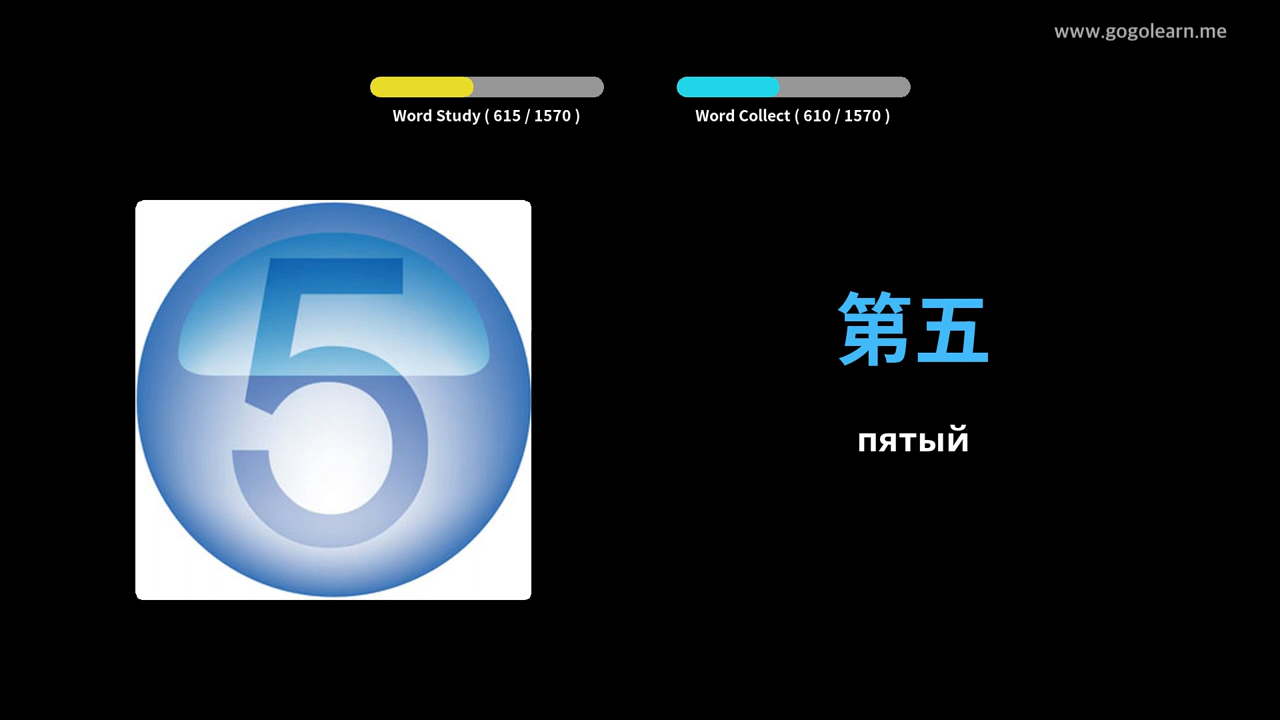 www.gogolearn.me
Word Study ( 615 / 1570 )
Word Collect ( 610 / 1570 )
5
第五
пятый